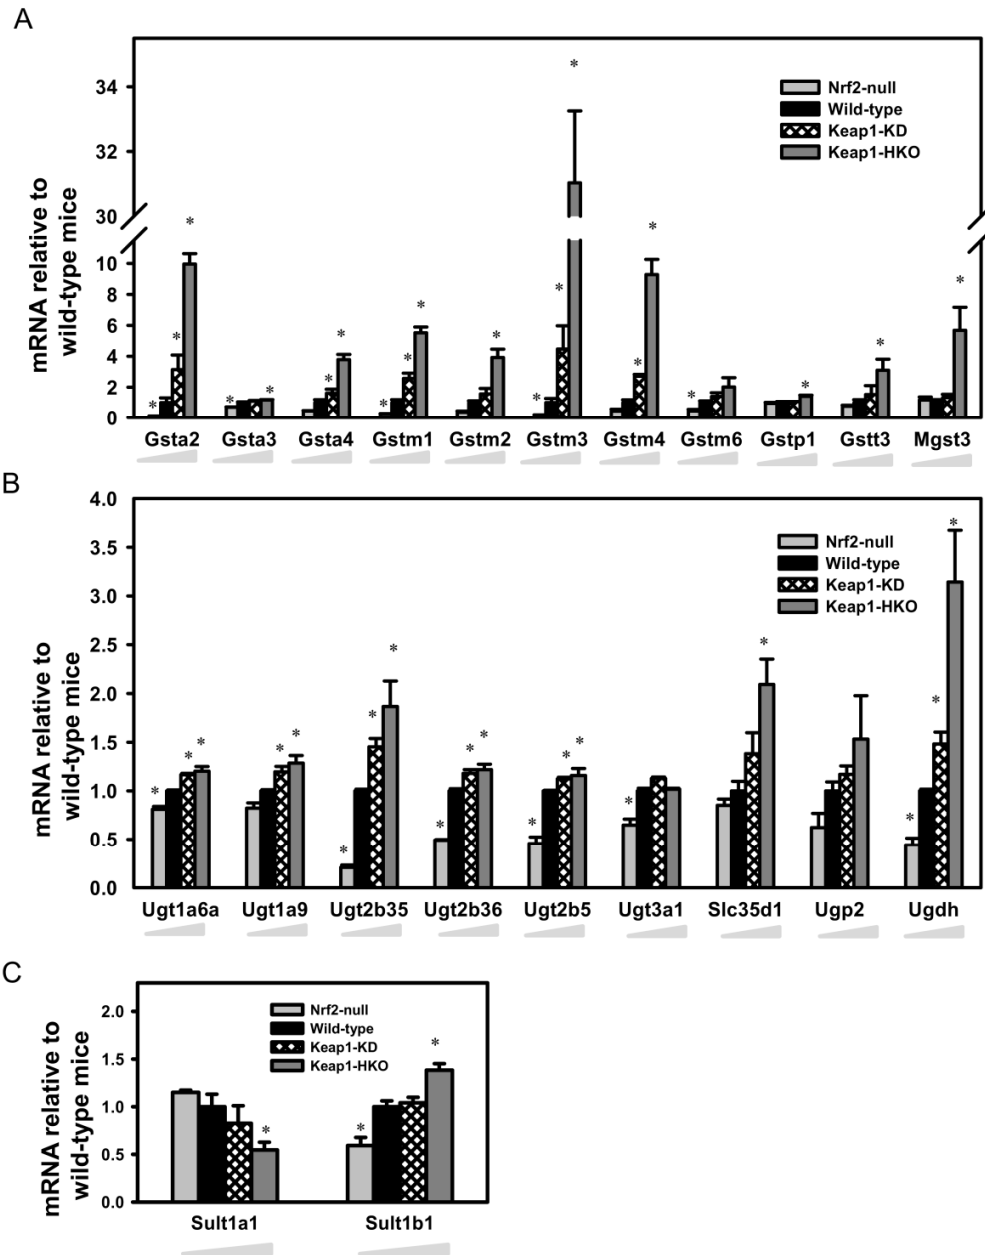 A
mRNA relative to
wild-type mice
34
32
30
10
8
6
4
2
0
Nrf2-null
Wild-type
Keap1-KD
Keap1-HKO
* * * * * * * * * * * * * * * * * * *
Gsta2 Gsta3 Gsta4 Gstm1 Gstm2 Gstm3 Gstm4 Gstm6 Gstp1 Gstt3 Mgst3
B
mRNA relative to
wild-type mice
4.0
3.5
3.0
2.5
2.0
1.5
1.0
0.5
0.0
Nrf2-null
Wild-type
Keap1-KD
Keap1-HKO
* * * * * * * * * * * * * * * * * * *
Ugt1a6a Ugt1a9 Ugt2b35 Ugt2b36 Ugt2b5 Ugt3a1 Slc35d1 Ugp2 Ugdh
C
mRNA relative to
wild-type mice
2.0
1.5
1.0
0.5
0.0
Nrf2-null
Wild-type
Keap1-KD
Keap1-HKO
* * *
Sult1a1 Sult1b1